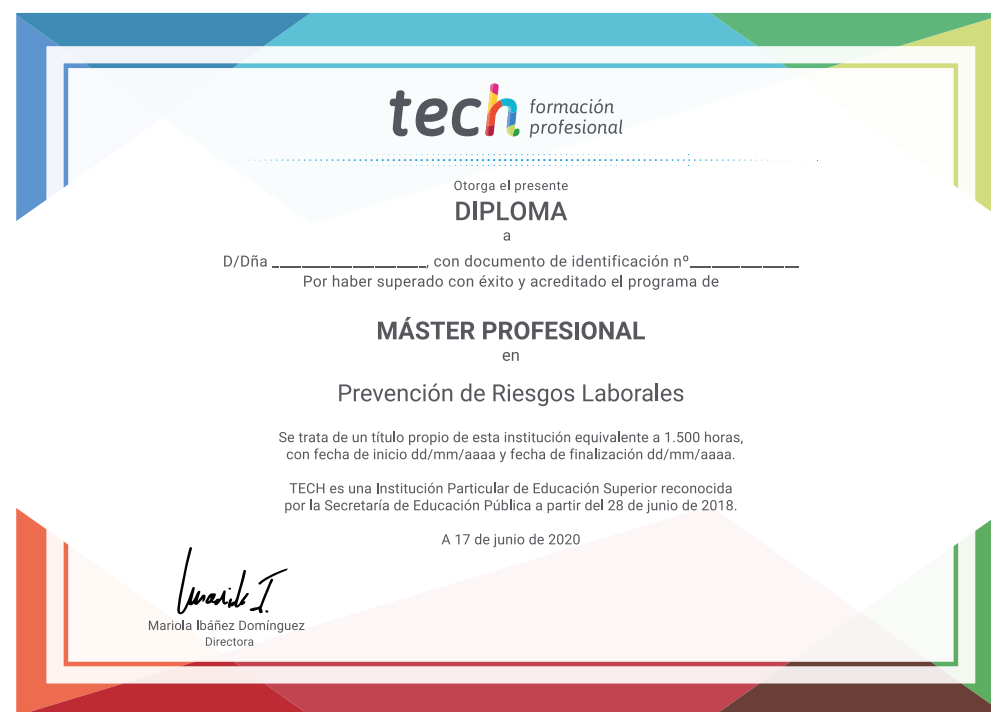 tech formación
profesional
Otorga el presente
DIPLOMA
a
D/Dña ____________________, con documento de identificación nº______________
Por haber superado con éxito y acreditado el programa de
MÁSTER PROFESIONAL
en
Prevención de Riesgos Laborales
Se trata de un título propio de esta institución equivalente a 1.500 horas,
con fecha de inicio dd/mm/aaaa y fecha de finalización dd/mm/aaaa.
TECH es una Institución Particular de Educación Superior reconocida
por la Secretaría de Educación Pública a partir del 28 de junio de 2018.
A 17 de junio de 2020
Mariola Ibáñez Domínguez
Directora